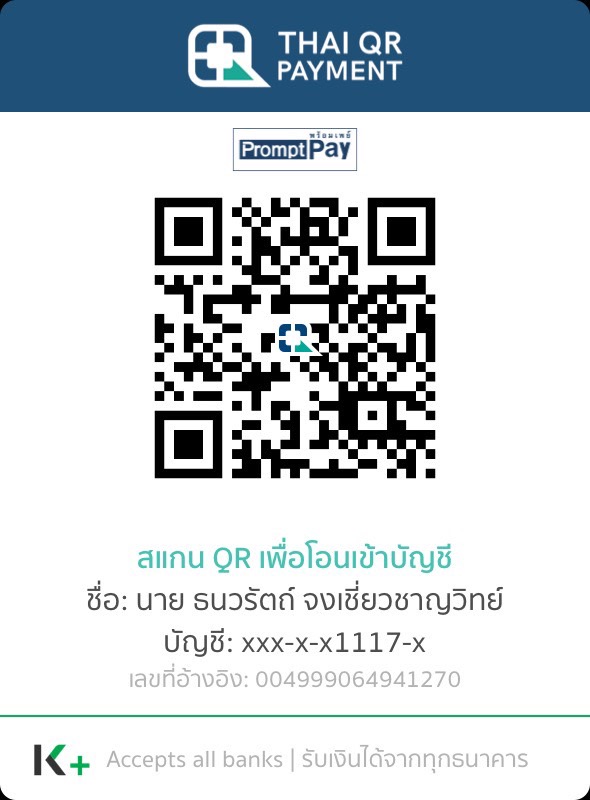 THAI QR
PAYMENT
พร้อมเพย์
PromptPay
สแกน QR เพื่อโอนเข้าบัญชี
ชื่อ: นาย ธนวรัตถ์ จงเชี่ยวชาญวิทย์
บัญชี: xxx-x-x1117-x
เลขที่อ้างอิง: 004999064941270
K+ Accepts all banks | รับเงินได้จากทุกธนาคาร